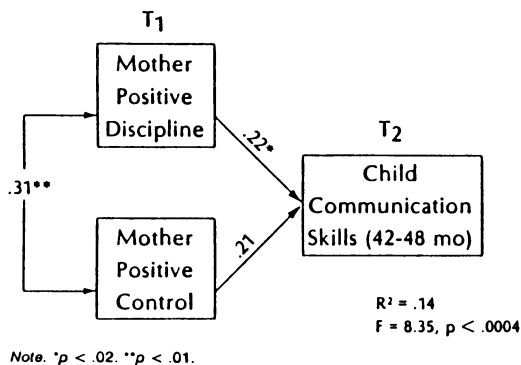 T1
Mother
Positive
Discipline
.22*
T2
Child
Communication
Skills (42-48 mo)
.31**
Mother
Positive
Control
.21
R² = .14
F = 8.35, p < .0004
Note. *p < .02. **p < .01.